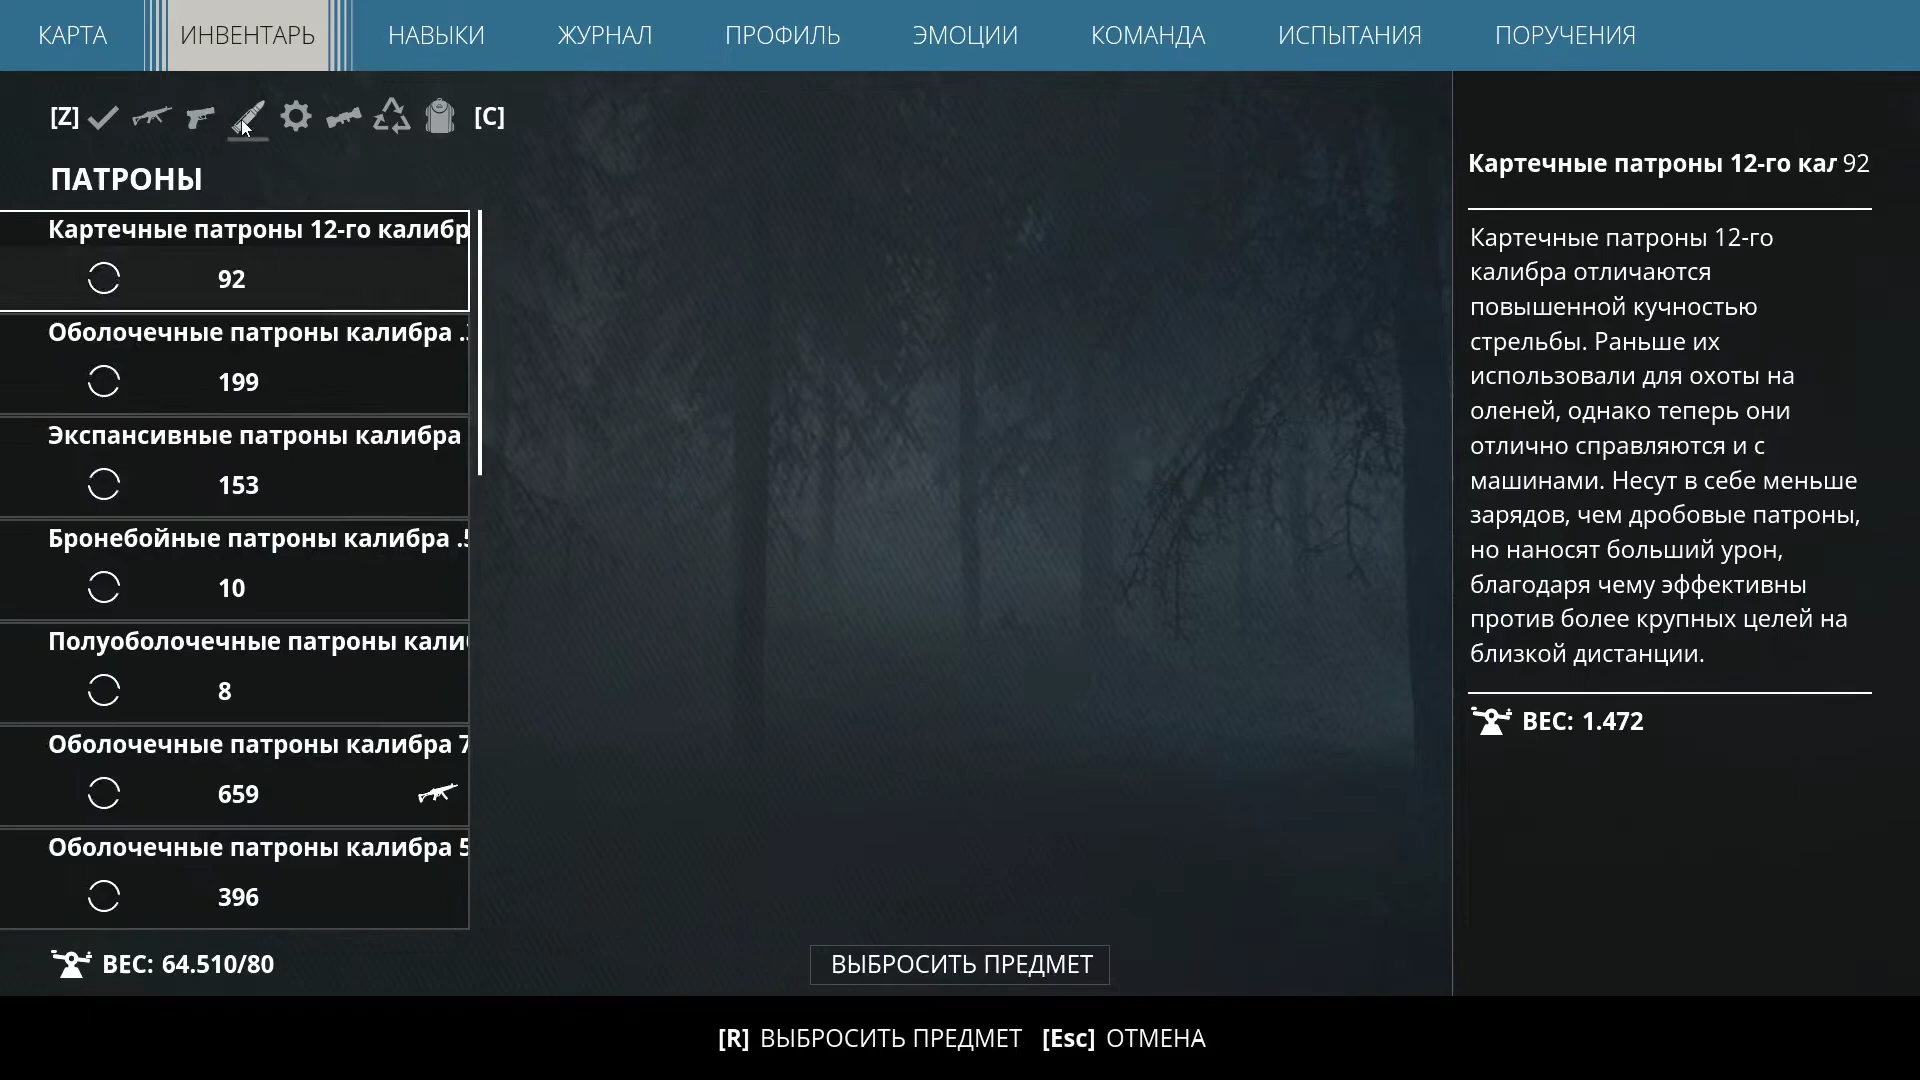 КАРТА ИНВЕНТАРЬ НАВЫКИ ЖУРНАЛ ПРОФИЛЬ ЭМОЦИИ КОМАНДА ИСПЫТАНИЯ ПОРУЧЕНИЯ
[Z] [C]
ПАТРОНЫ
Картечные патроны 12-го калибр
92
Оболочечные патроны калибра .
199
Экспансивные патроны калибра
153
Бронебойные патроны калибра .5
10
Полуоболочечные патроны кали
8
Оболочечные патроны калибра 7
659
Оболочечные патроны калибра 5
396
ВЕС: 64.510/80
ВЫБРОСИТЬ ПРЕДМЕТ
Картечные патроны 12-го кал 92
Картечные патроны 12-го
калибра отличаются
повышенной кучностью
стрельбы. Раньше их
использовали для охоты на
оленей, однако теперь они
отлично справляются и с
машинами. Несут в себе меньше
зарядов, чем дробовые патроны,
но наносят больший урон,
благодаря чему эффективны
против более крупных целей на
близкой дистанции.
ВЕС: 1.472
[R] ВЫБРОСИТЬ ПРЕДМЕТ [Esc] ОТМЕНА